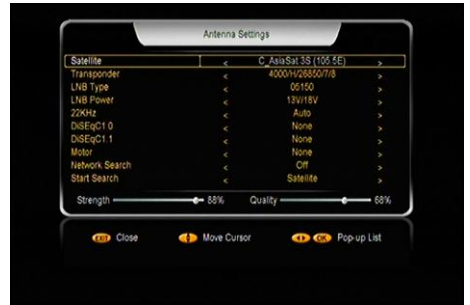 Antenna Settings
Satellite < C_AsiaSat 3S (105.5E) >
Transponder < 4000/H/26850/7/8 >
LNB Type < 05150 >
LNB Power < 13V/18V >
22KHz < Auto >
DiSEqC1.0 < None >
DiSEqC1.1 < None >
Motor < None >
Network Search < Off >
Start Search < Satellite >
Strength 88% Quality 68%
EXIT Close Move Cursor OK Pop-up List